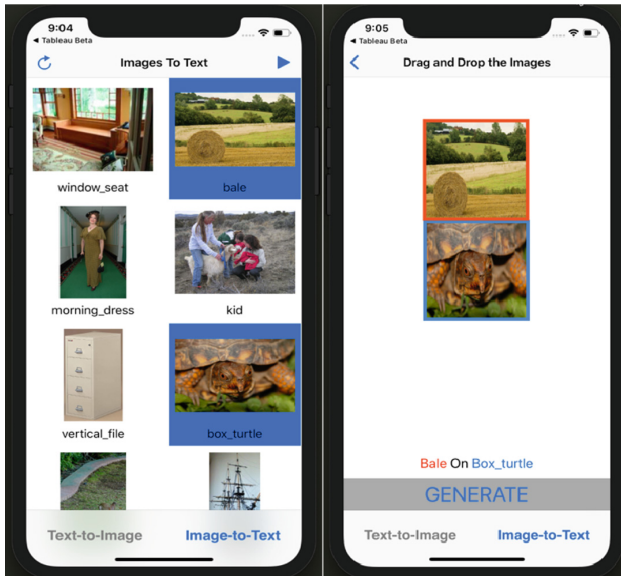 9:04
◀ Tableau Beta
Images To Text
window_seat
bale
morning_dress
kid
vertical_file
box_turtle
Text-to-Image
Image-to-Text
9:05
◀ Tableau Beta
Drag and Drop the Images
Bale On Box_turtle
GENERATE
Text-to-Image
Image-to-Text